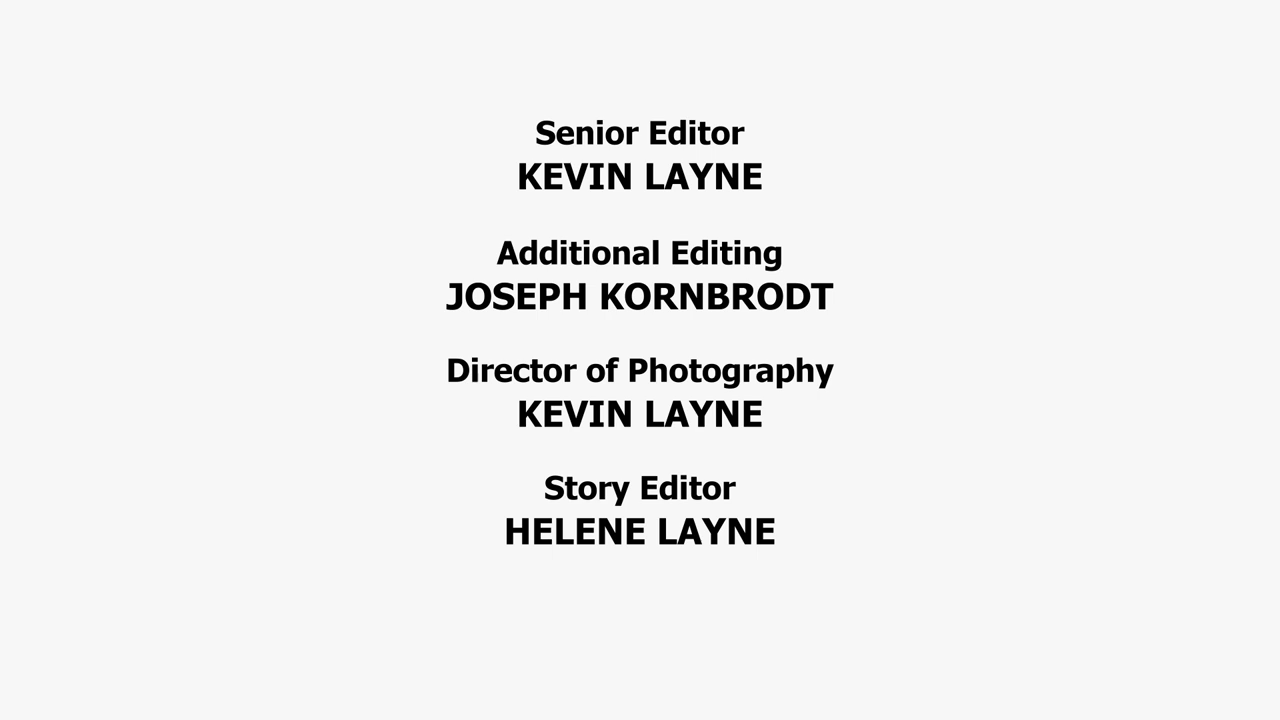 Senior Editor
KEVIN LAYNE
Additional Editing
JOSEPH KORNBRODT
Director of Photography
KEVIN LAYNE
Story Editor
HELENE LAYNE